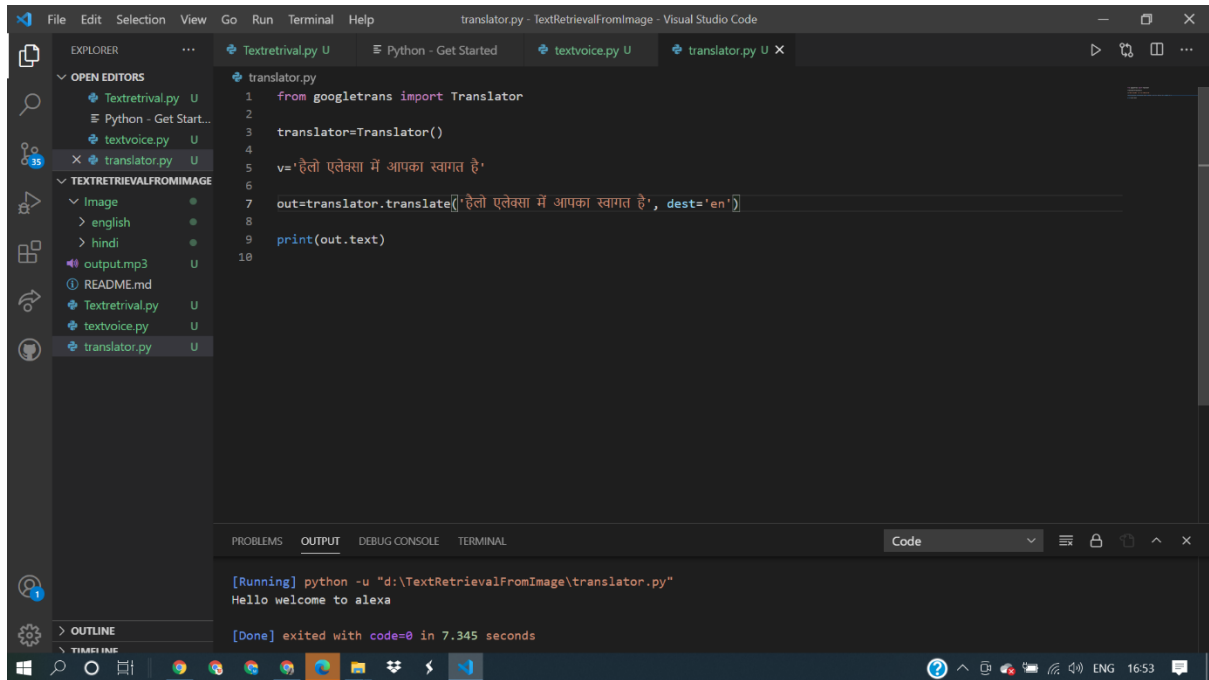 File Edit Selection View Go Run Terminal Help translator.py - TextRetrievalFromImage - Visual Studio Code
EXPLORER
Textretrival.py U
Python - Get Started
textvoice.py U
translator.py U
OPEN EDITORS
Textretrival.py U
Python - Get Start...
textvoice.py U
translator.py U
TEXTRETRIEVALFROMIMAGE
Image
english
hindi
output.mp3 U
README.md
Textretrival.py U
textvoice.py U
translator.py U
OUTLINE
TIMELINE
35
1
translator.py
1 from googletrans import Translator
2
3 translator=Translator()
4
5 v='हैलो एलेक्सा में आपका स्वागत है'
6
7 out=translator.translate('हैलो एलेक्सा में आपका स्वागत है', dest='en')
8
9 print(out.text)
10
PROBLEMS OUTPUT DEBUG CONSOLE TERMINAL Code
[Running] python -u "d:\TextRetrievalFromImage\translator.py"
Hello welcome to alexa
[Done] exited with code=0 in 7.345 seconds
ENG 16:53